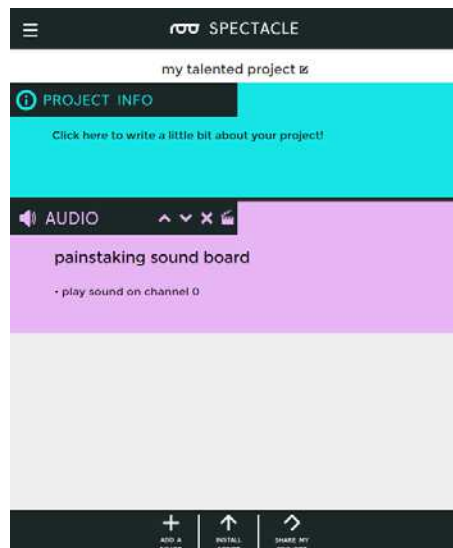 SPECTACLE
my talented project
PROJECT INFO
Click here to write a little bit about your project!
AUDIO
painstaking sound board
• play sound on channel 0
ADD A
INSTALL
SHARE MY